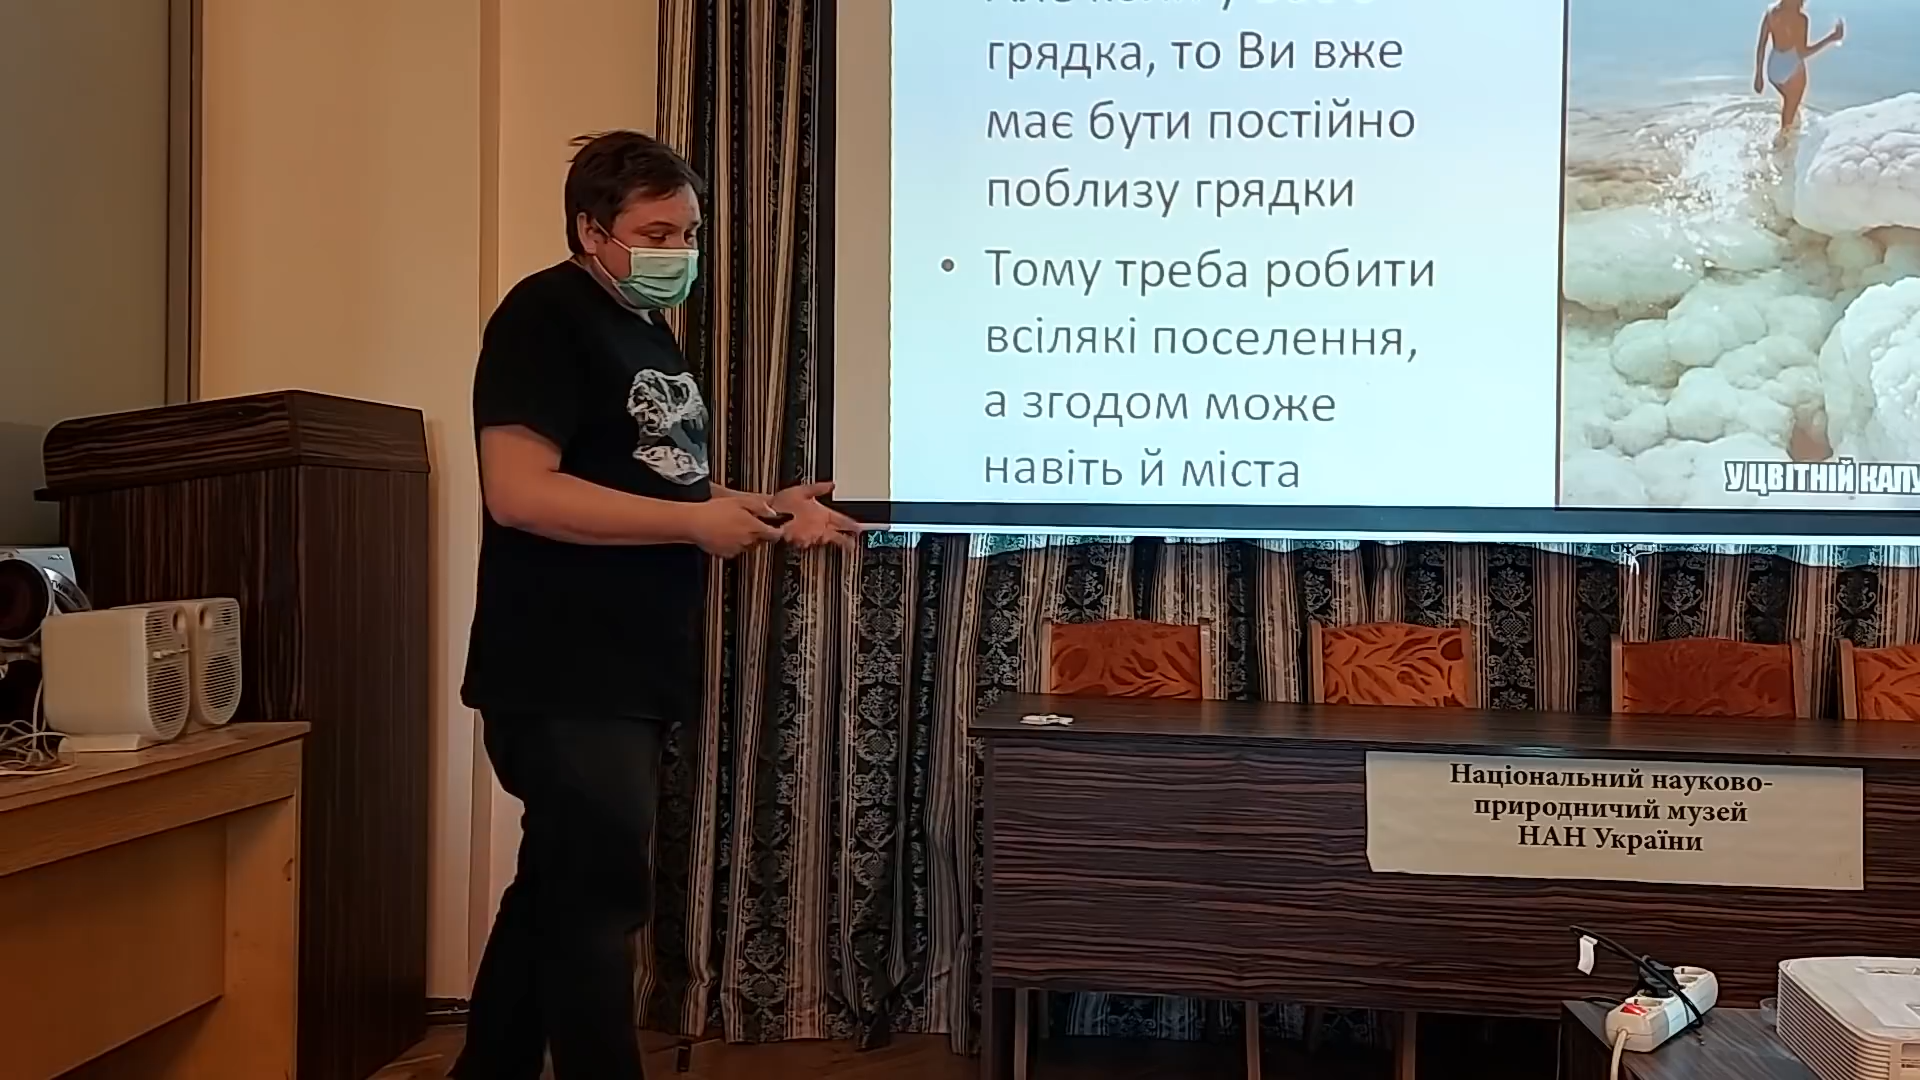 грядка, то Ви вже
має бути постійно
поблизу грядки
• Тому треба робити
всілякі поселення,
а згодом може
навіть й міста
У ЦВІТНІЙ
Національний науково-
природничий музей
НАН України